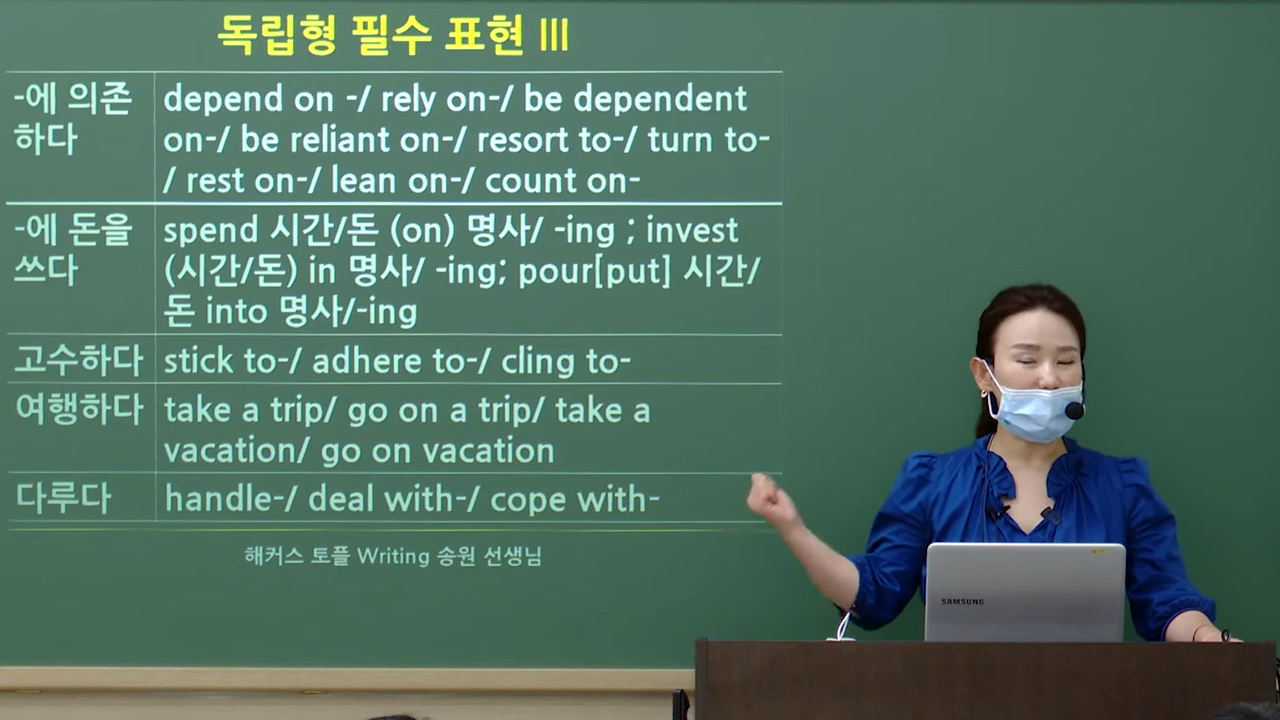 독립형 필수 표현 III
-에 의존
하다
depend on -/ rely on-/ be dependent
on-/ be reliant on-/ resort to-/ turn to-
/ rest on-/ lean on-/ count on-
-에 돈을
쓰다
spend 시간/돈 (on) 명사/ -ing ; invest
(시간/돈) in 명사/ -ing; pour[put] 시간/
돈 into 명사/-ing
고수하다
stick to-/ adhere to-/ cling to-
여행하다
take a trip/ go on a trip/ take a
vacation/ go on vacation
다루다
handle-/ deal with-/ cope with-
해커스 토플 Writing 송원 선생님
SAMSUNG